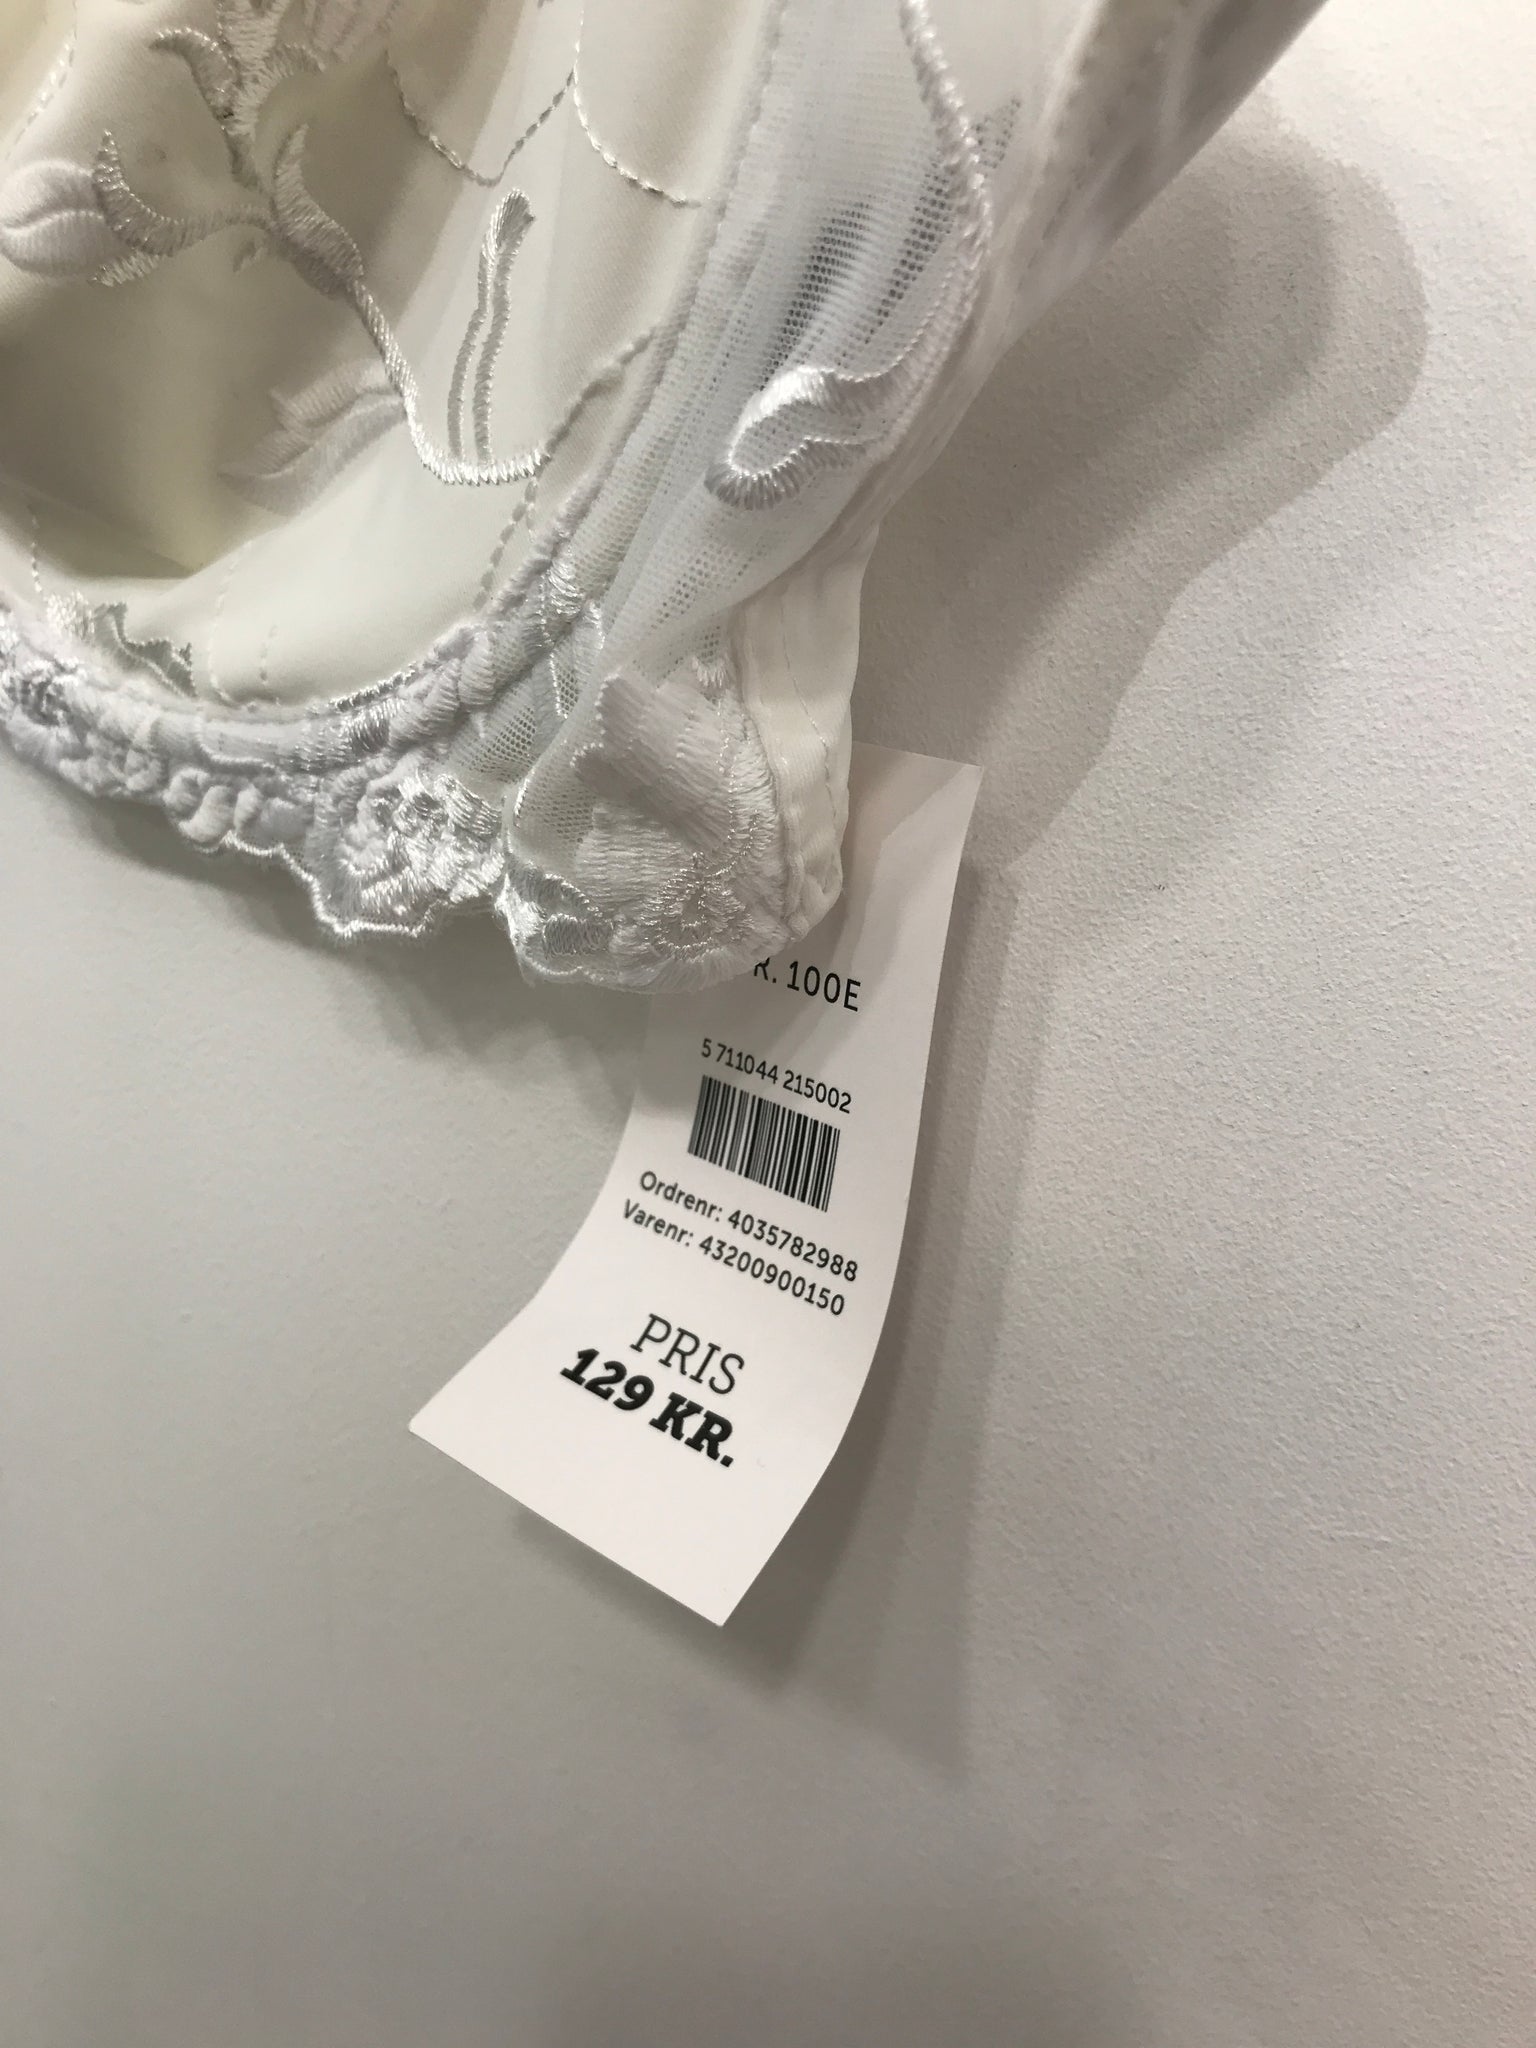 R. 100E
5 711044 215002
Ordrenr: 4035782988
Varenr: 43200900150
PRIS
129 KR.